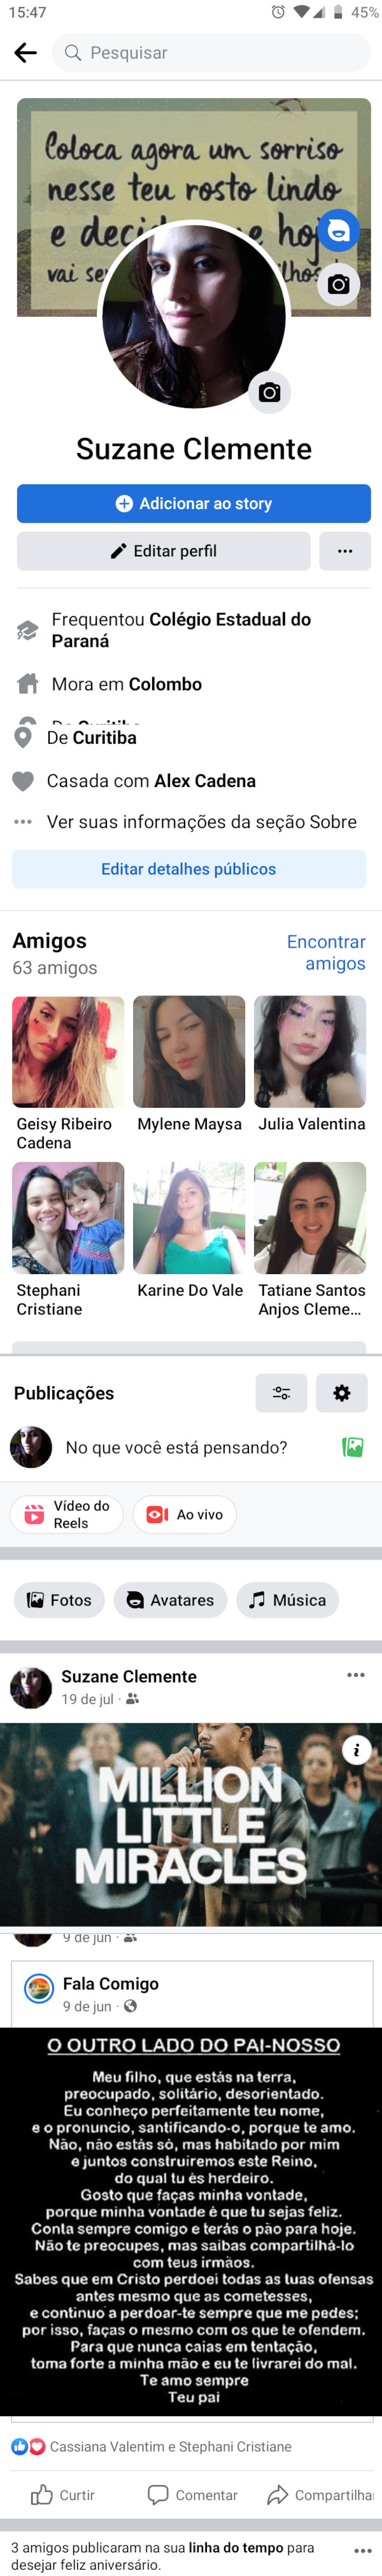 15:47
45%
Pesquisar
Coloca agora um sorriso
nesse teu rosto lindo
e hoj
vai
Suzane Clemente
Adicionar ao story
Editar perfil
Frequentou Colégio Estadual do
Paraná
Mora em Colombo
De Curitiba
De Curitiba
Casada com Alex Cadena
Ver suas informações da seção Sobre
Editar detalhes públicos
Amigos
63 amigos
Encontrar
amigos
Geisy Ribeiro
Cadena
Mylene Maysa
Julia Valentina
Stephani
Cristiane
Karine Do Vale
Tatiane Santos
Anjos Cleme...
Publicações
No que você está pensando?
Vídeo do
Reels
Ao vivo
Fotos
Avatares
Música
Suzane Clemente
19 de jul ·
MILLION
LITTLE
MIRACLES
9 de jun ·
Fala Comigo
9 de jun ·
O OUTRO LADO DO PAI-NOSSO
Meu filho, que estás na terra,
preocupado, solitário, desorientado.
Eu conheço perfeitamente teu nome,
e o pronuncio, santificando-o, porque te amo.
Não, não estás só, mas habitado por mim
e juntos construiremos este Reino,
do qual tu és herdeiro.
Gosto que faças minha vontade,
porque minha vontade é que tu sejas feliz.
Conta sempre comigo e terás o pão para hoje.
Não te preocupes, mas saibas compartilhá-lo
com teus irmãos.
Sabes que em Cristo perdoei todas as tuas ofensas
antes mesmo que as cometesses,
e continuo a perdoar-te sempre que me pedes;
por isso, faças o mesmo com os que te ofendem.
Para que nunca caias em tentação,
toma forte a minha mão e eu te livrarei do mal.
Te amo sempre
Teu pai
Cassiana Valentim e Stephani Cristiane
Curtir
Comentar
Compartilha
3 amigos publicaram na sua linha do tempo para
desejar feliz aniversário.